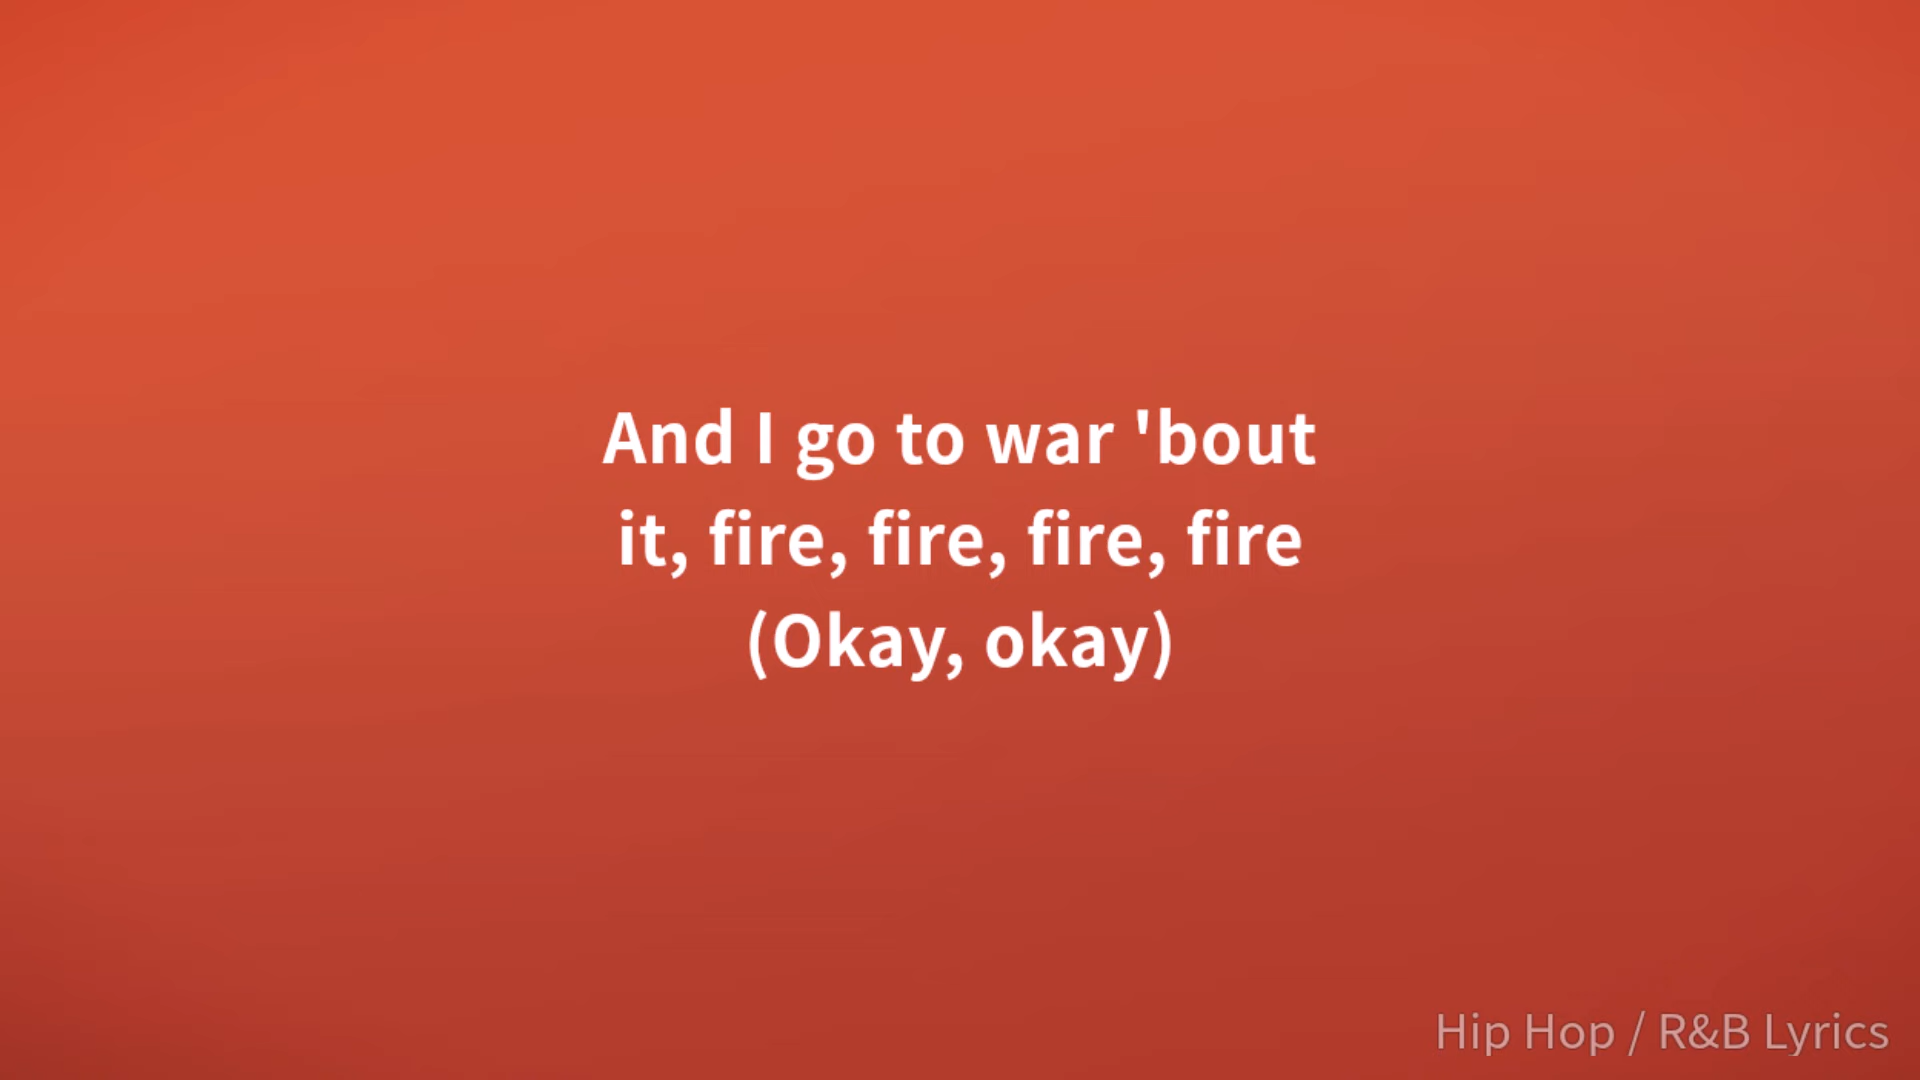 And I go to war 'bout
it, fire, fire, fire, fire
(Okay, okay)
Hip Hop / R&B Lyrics